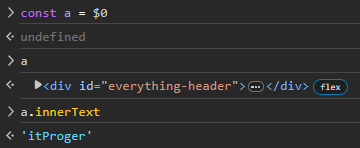 > const a = $0
<· undefined
> a
<· ▶<div id="everything-header">⋯</div> flex
> a.innerText
<· 'itProger'